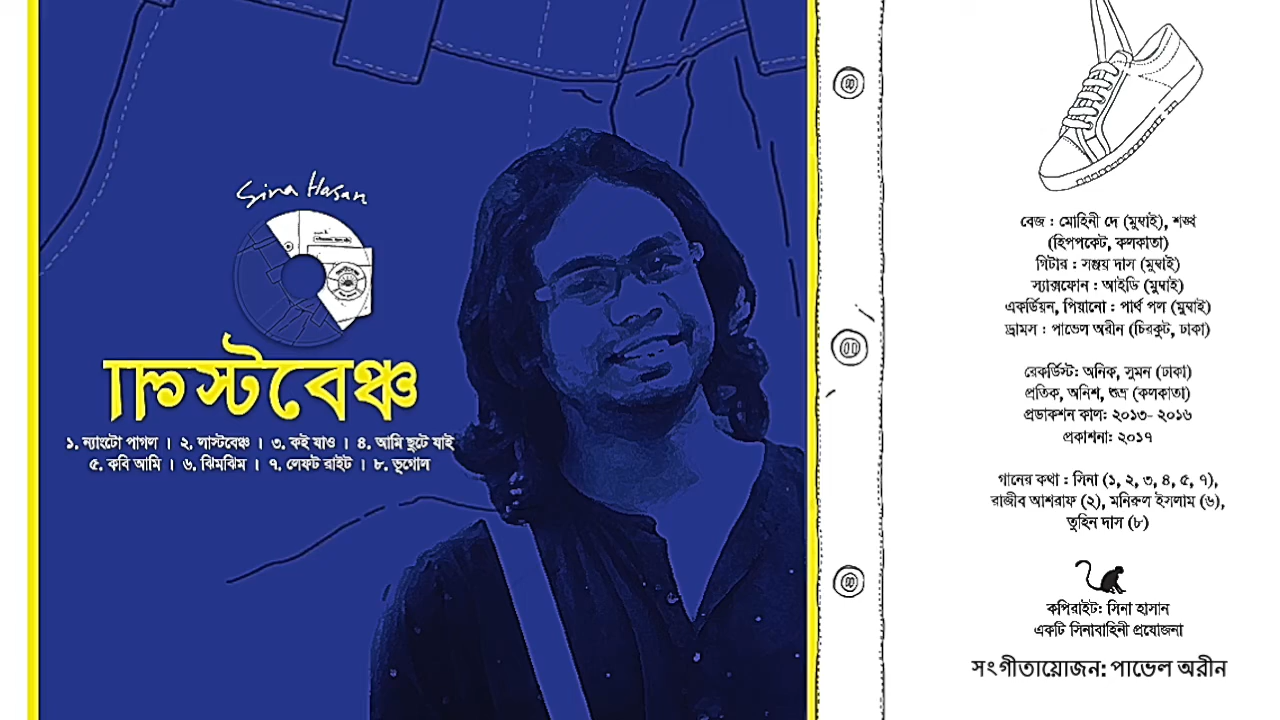 Sina Hasan
লাস্টবেঞ্চ
১. ন্যাংটো পাগল । ২. লাস্টবেঞ্চ । ৩. কই যাও । ৪. আমি ছুটে যাই
৫. কবি আমি । ৬. ঝিমঝিম । ৭. লেফট রাইট । ৮. ভূগোল
বেজ : মোহিনী দে (মুম্বাই), শঙ্খ
(হিপপকেট, কলকাতা)
গিটার : সঞ্জয় দাস (মুম্বাই)
স্যাক্সফোন : আইডি (মুম্বাই)
একর্ডিয়ন, পিয়ানো : পার্থ পল (মুম্বাই)
ড্রামস : পাভেল অরীন (চিরকুট, ঢাকা)
রেকর্ডিস্ট: অনিক, সুমন (ঢাকা)
প্রতিক, অনিশ, শুভ্র (কলকাতা)
প্রডাকশন কাল: ২০১৩- ২০১৬
প্রকাশনা: ২০১৭
গানের কথা : সিনা (১, ২, ৩, ৪, ৫, ৭),
রাজীব আশরাফ (২), মনিরুল ইসলাম (৬),
তুহিন দাস (৮)
কপিরাইট: সিনা হাসান
একটি সিনাবাহিনী প্রযোজনা
সংগীতায়োজন: পাভেল অরীন